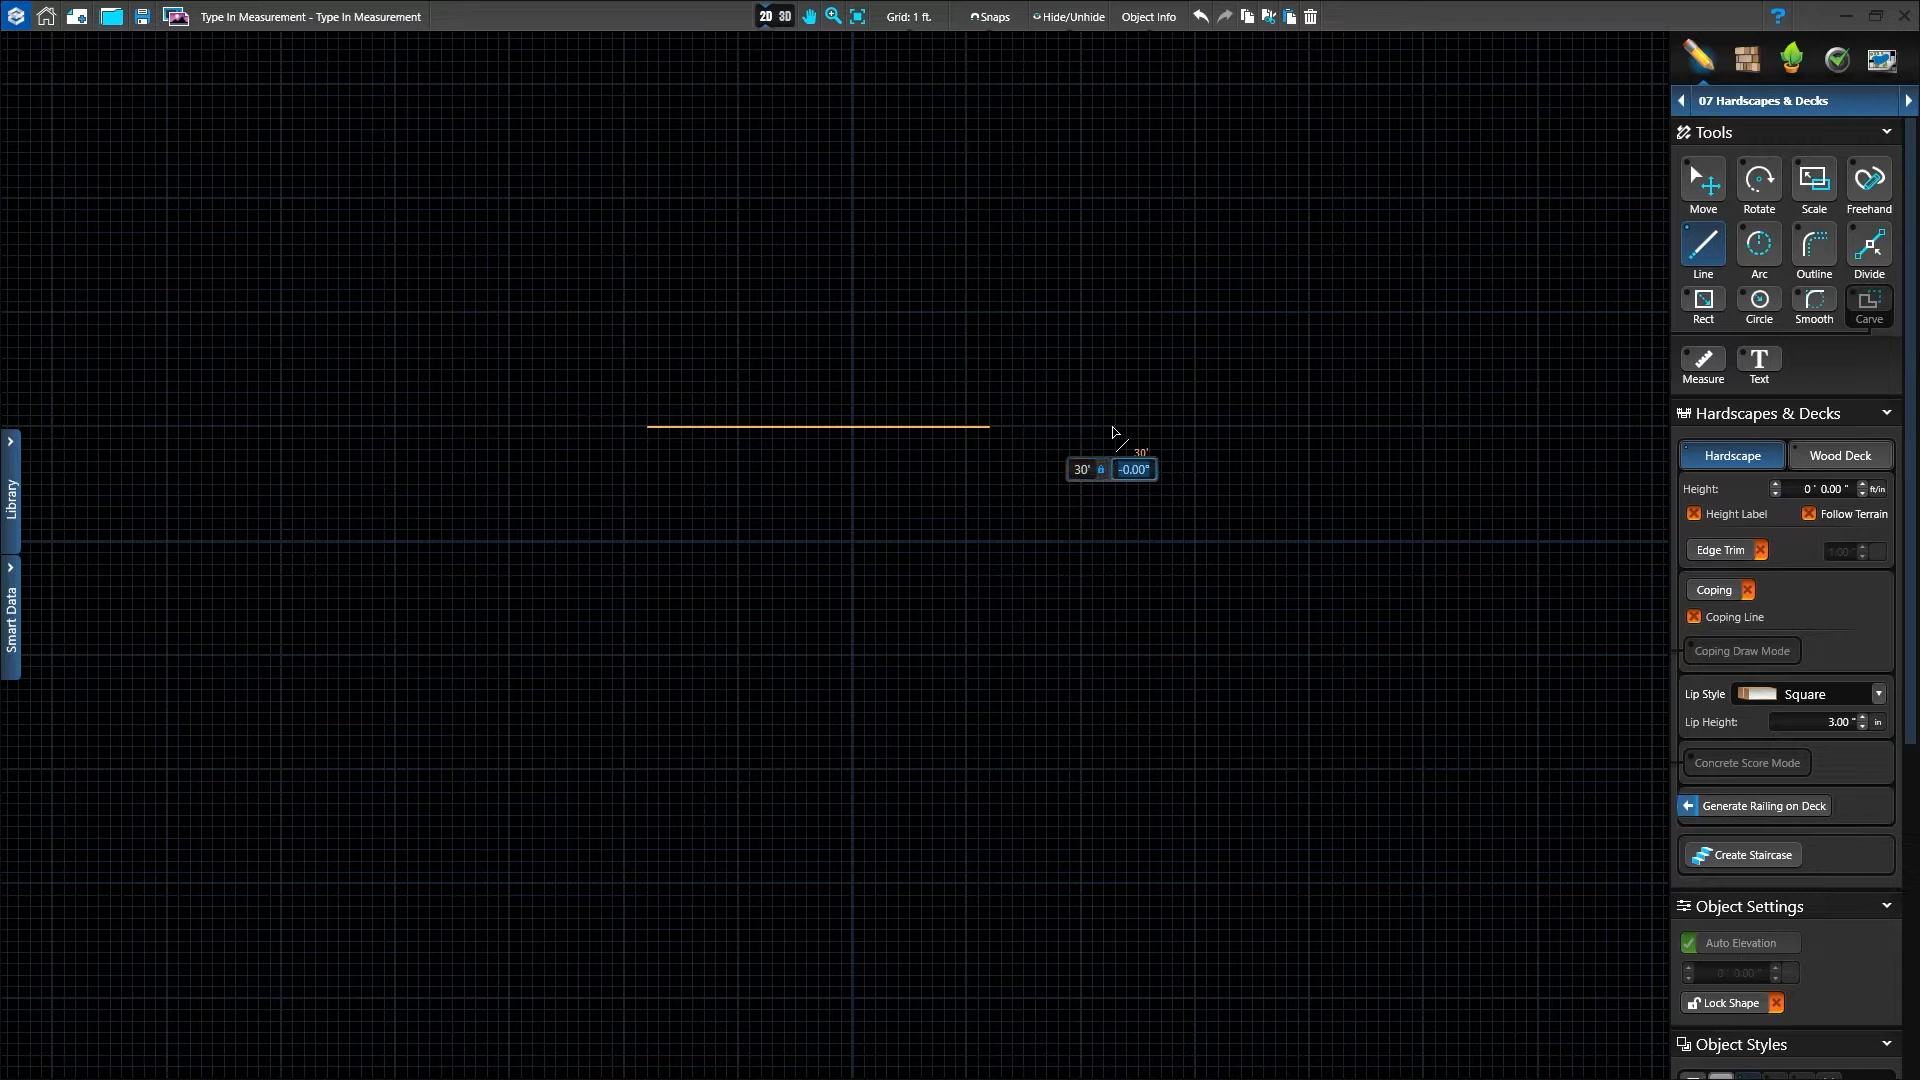 Type In Measurement - Type In Measurement
2D 3D
Grid: 1 ft.
Snaps
Hide/Unhide
Object Info
?
07 Hardscapes & Decks
Tools
Move Rotate Scale Freehand
Line Arc Outline Divide
Rect Circle Smooth Carve
Measure Text
Hardscapes & Decks
Hardscape Wood Deck
Height: 0 ' 0.00 " ft/in
Height Label Follow Terrain
Edge Trim 1.00 "
Coping
Coping Line
Coping Draw Mode
Lip Style Square
Lip Height: 3.00 " in
Concrete Score Mode
Generate Railing on Deck
Create Staircase
Object Settings
Auto Elevation
0 ' 0.00 "
Lock Shape
Object Styles
Library
Smart Data
30'
30' -0.00°